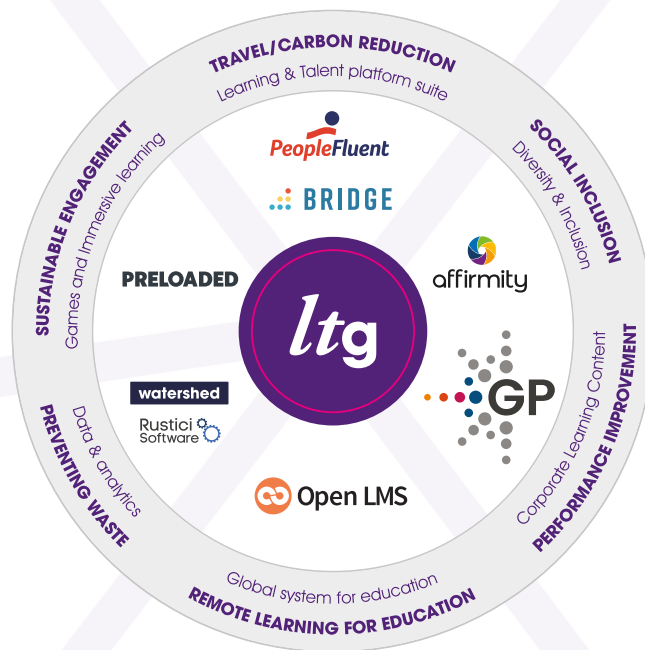 TRAVEL/CARBON REDUCTION
Learning & Talent platform suite
SOCIAL INCLUSION
Diversity & Inclusion
PERFORMANCE IMPROVEMENT
Corporate Learning Content
Global system for education
REMOTE LEARNING FOR EDUCATION
Data & analytics
PREVENTING WASTE
SUSTAINABLE ENGAGEMENT
Games and Immersive learning
PeopleFluent
BRIDGE
PRELOADED
affirmity
ltg
GP
watershed
Rustici
Software
Open LMS